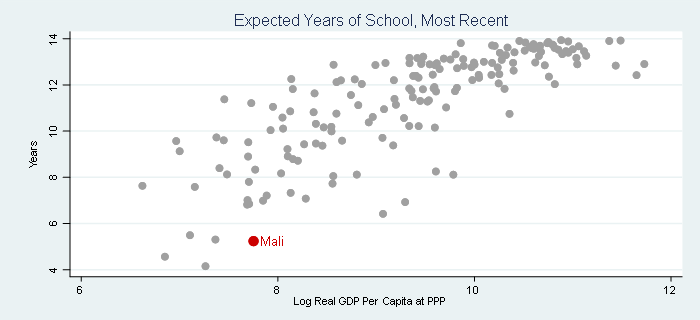 Expected Years of School, Most Recent
14
12
10
8
6
4
Years
Mali
6 8 10 12
Log Real GDP Per Capita at PPP